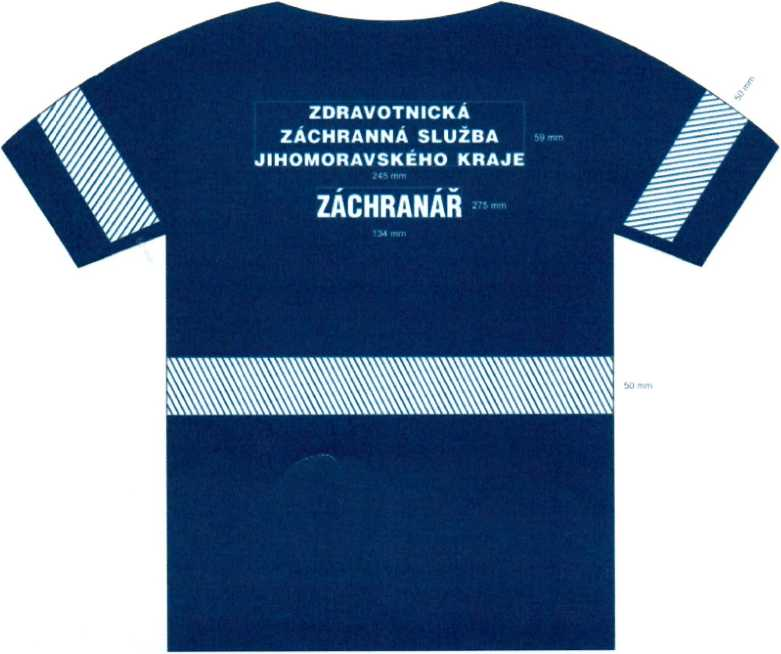 50 mm
ZDRAVOTNICKÁ
ZÁCHRANNÁ SLUŽBA
59 mm
JIHOMORAVSKÉHO KRAJE
245 mm
ZÁCHRANÁŘ
275 mm
134 mm
50 mm